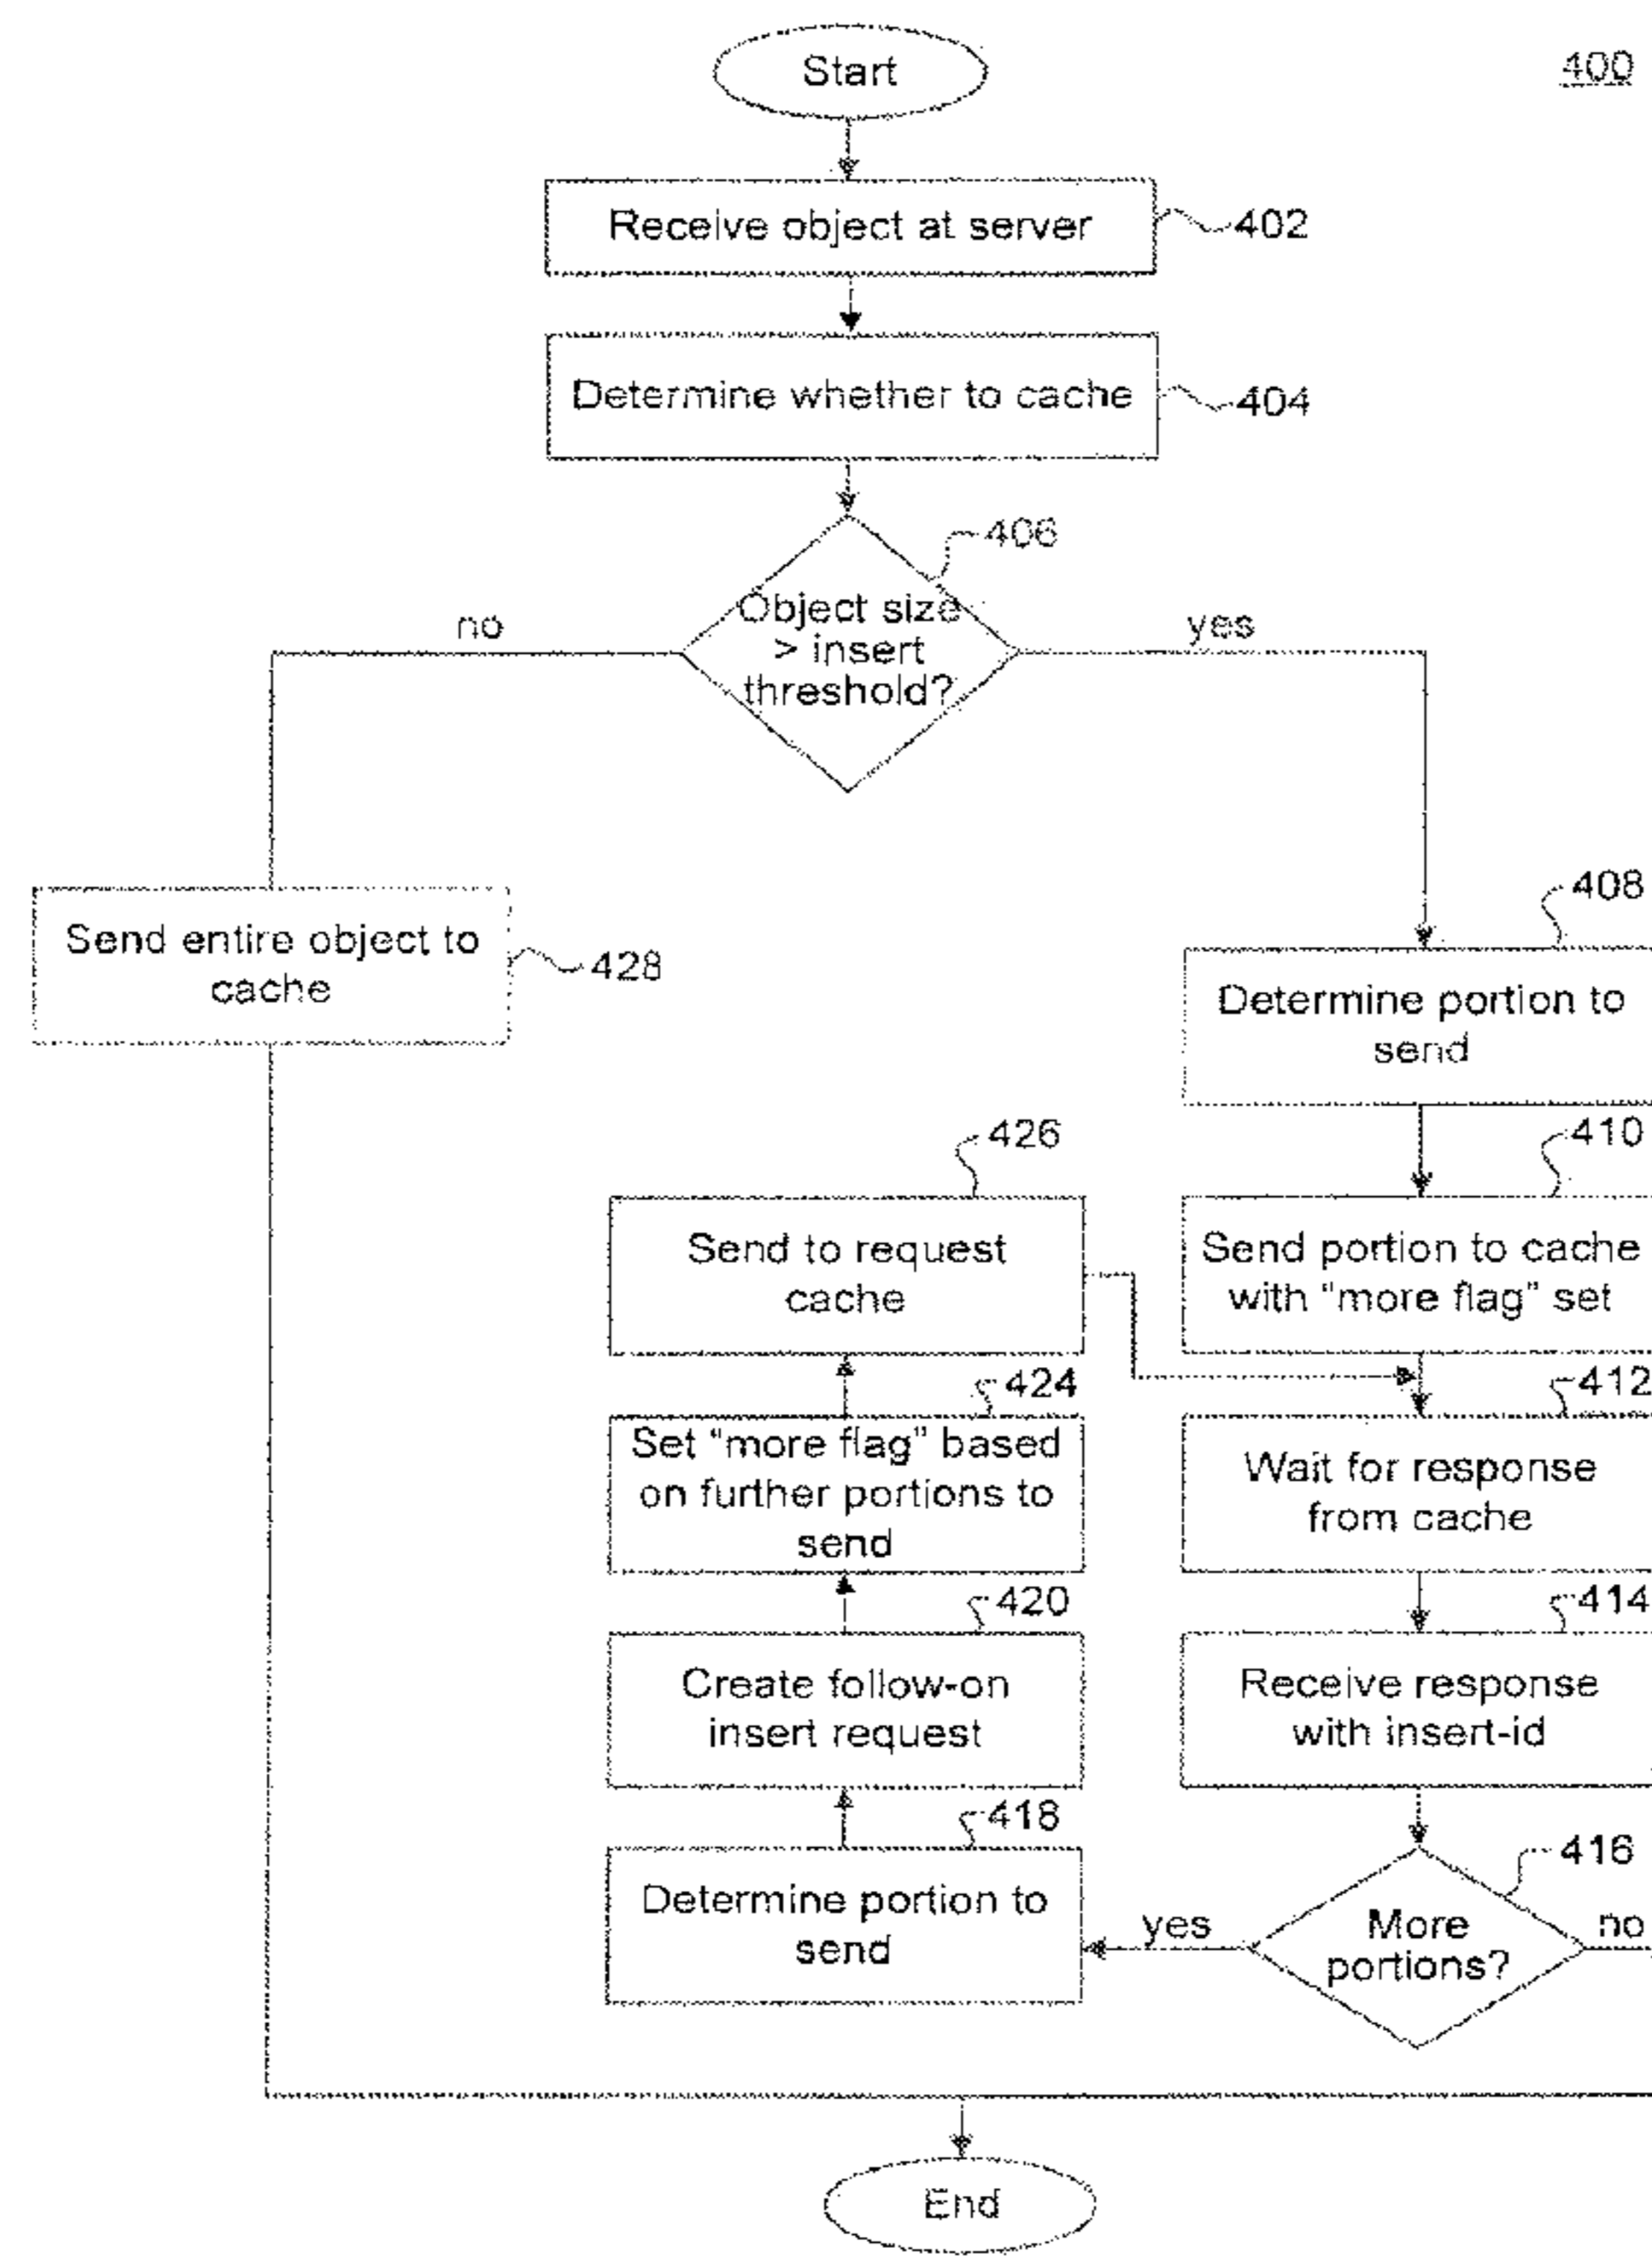 Start
400
Receive object at server
402
Determine whether to cache
404
406
Object size
> insert
threshold?
no
yes
408
Send entire object to
cache
428
Determine portion to
send
426
410
Send to request
cache
Send portion to cache
with “more flag” set
424
412
Set “more flag” based
on further portions to
send
Wait for response
from cache
420
414
Create follow-on
insert request
Receive response
with insert-id
418
416
Determine portion to
send
yes
More
portions?
no
End